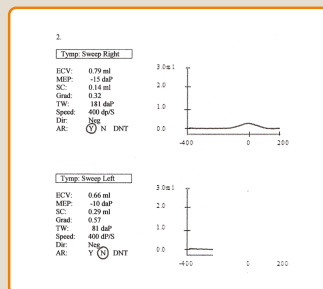 2.
Tymp: Sweep Right
ECV: 0.79 ml
MEP: -15 daP
SC: 0.14 ml
Grad: 0.32
TW: 181 daP
Speed: 400 dp/S
Dir: Neg
AR: Y N DNT
3.0ml
2.0
1.0
0.0
-400 0 200
Tymp: Sweep Left
ECV: 0.66 ml
MEP: -10 daP
SC: 0.29 ml
Grad: 0.57
TW: 81 daP
Speed: 400 dP/S
Dir: Neg
AR: Y N DNT
3.0ml
2.0
1.0
0.0
-400 0 200